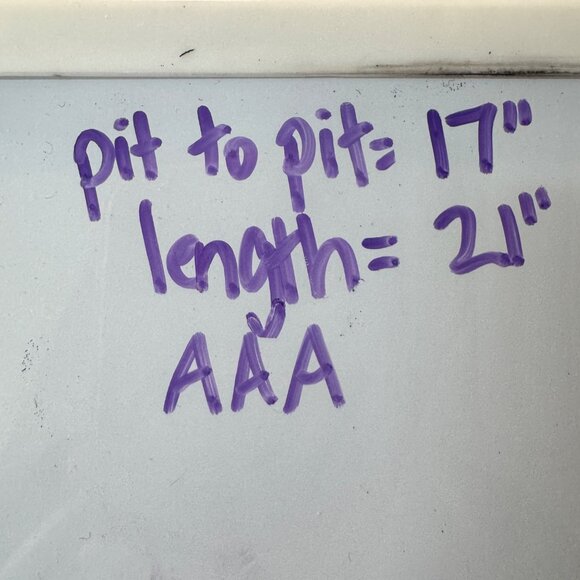 pit to pit= 17"
length= 21"
AAA